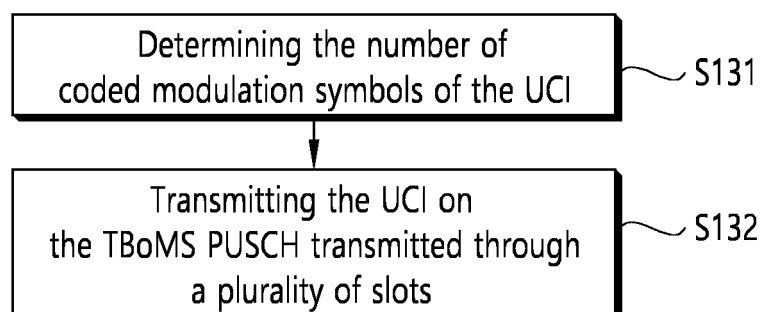 Determining the number of
coded modulation symbols of the UCI
S131
Transmitting the UCI on
the TBoMS PUSCH transmitted through
a plurality of slots
S132